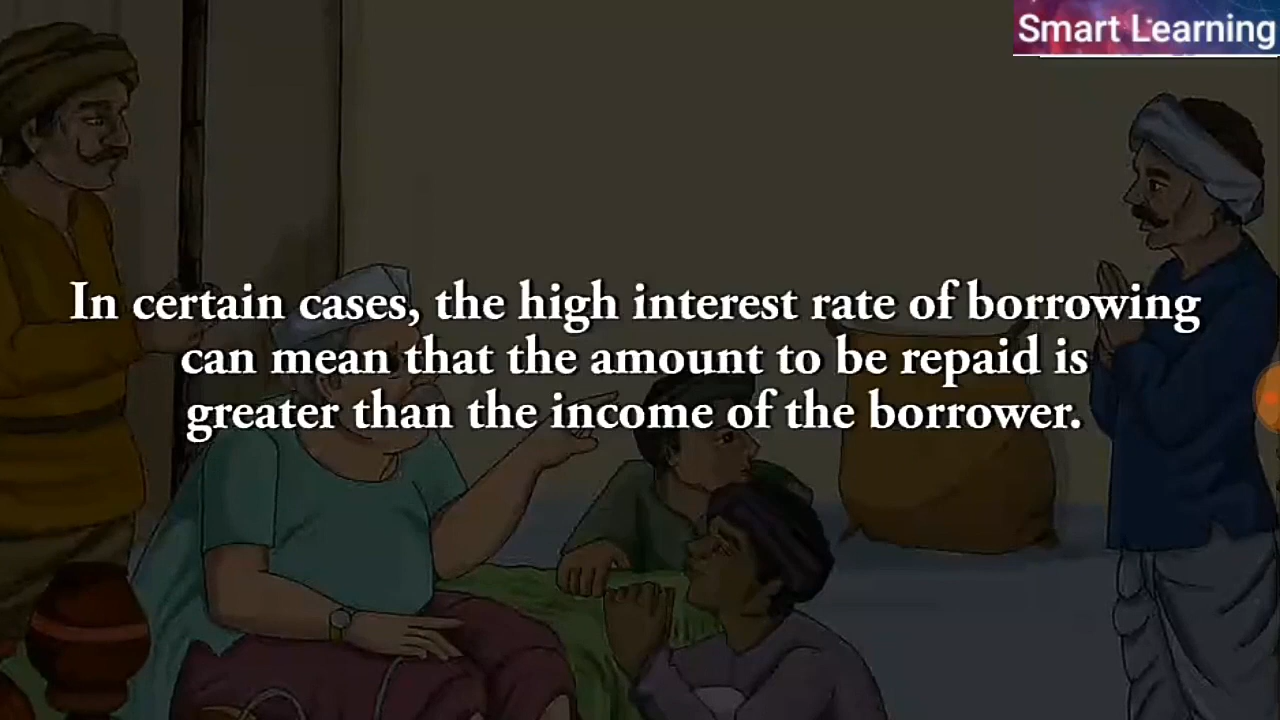 Smart Learning
In certain cases, the high interest rate of borrowing
can mean that the amount to be repaid is
greater than the income of the borrower.